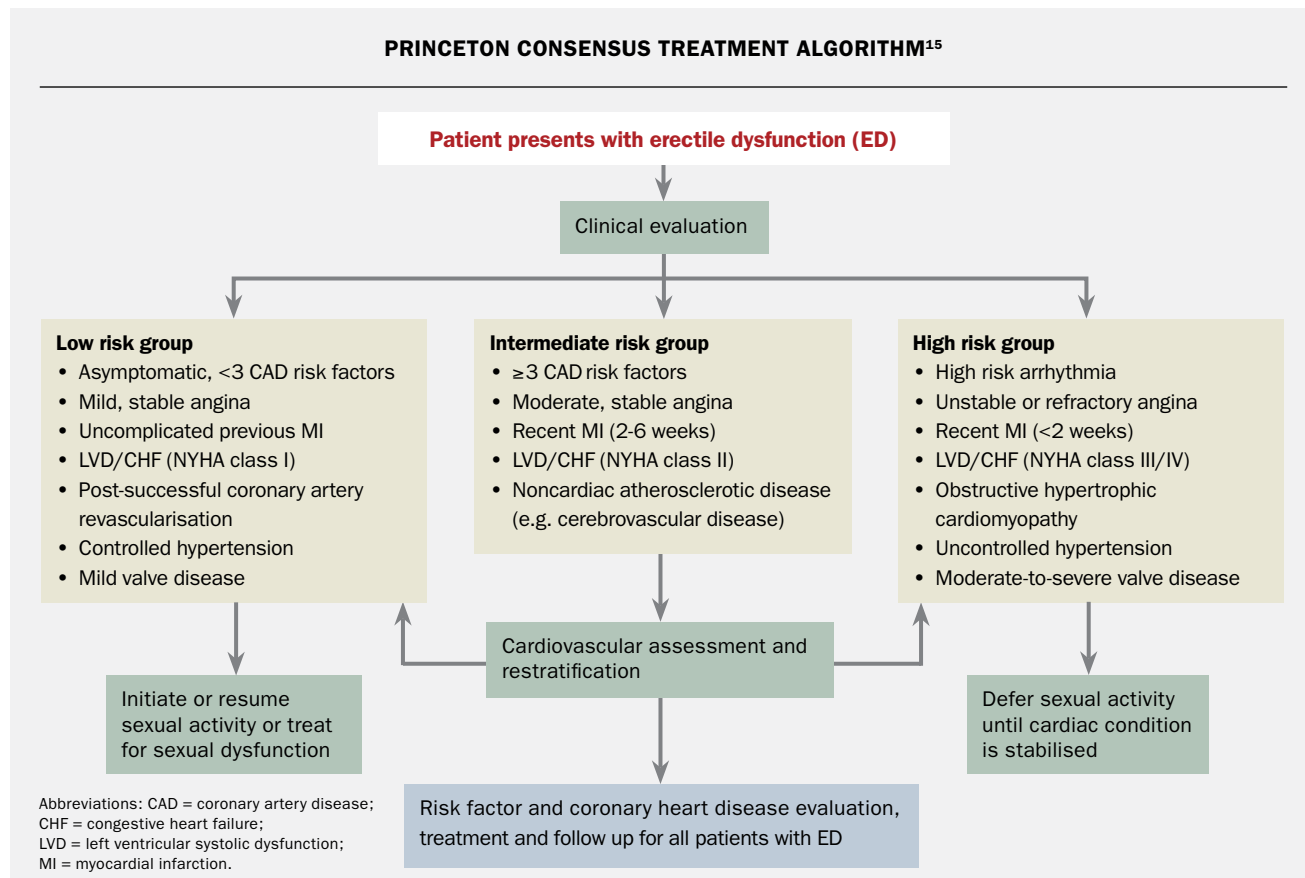 PRINCETON CONSENSUS TREATMENT ALGORITHM¹⁵
Patient presents with erectile dysfunction (ED)
Clinical evaluation
Low risk group
• Asymptomatic, <3 CAD risk factors
• Mild, stable angina
• Uncomplicated previous MI
• LVD/CHF (NYHA class I)
• Post-successful coronary artery
revascularisation
• Controlled hypertension
• Mild valve disease
Intermediate risk group
• ≥3 CAD risk factors
• Moderate, stable angina
• Recent MI (2-6 weeks)
• LVD/CHF (NYHA class II)
• Noncardiac atherosclerotic disease
(e.g. cerebrovascular disease)
High risk group
• High risk arrhythmia
• Unstable or refractory angina
• Recent MI (<2 weeks)
• LVD/CHF (NYHA class III/IV)
• Obstructive hypertrophic
cardiomyopathy
• Uncontrolled hypertension
• Moderate-to-severe valve disease
Cardiovascular assessment and
restratification
Initiate or resume
sexual activity or treat
for sexual dysfunction
Defer sexual activity
until cardiac condition
is stabilised
Risk factor and coronary heart disease evaluation,
treatment and follow up for all patients with ED
Abbreviations: CAD = coronary artery disease;
CHF = congestive heart failure;
LVD = left ventricular systolic dysfunction;
MI = myocardial infarction.